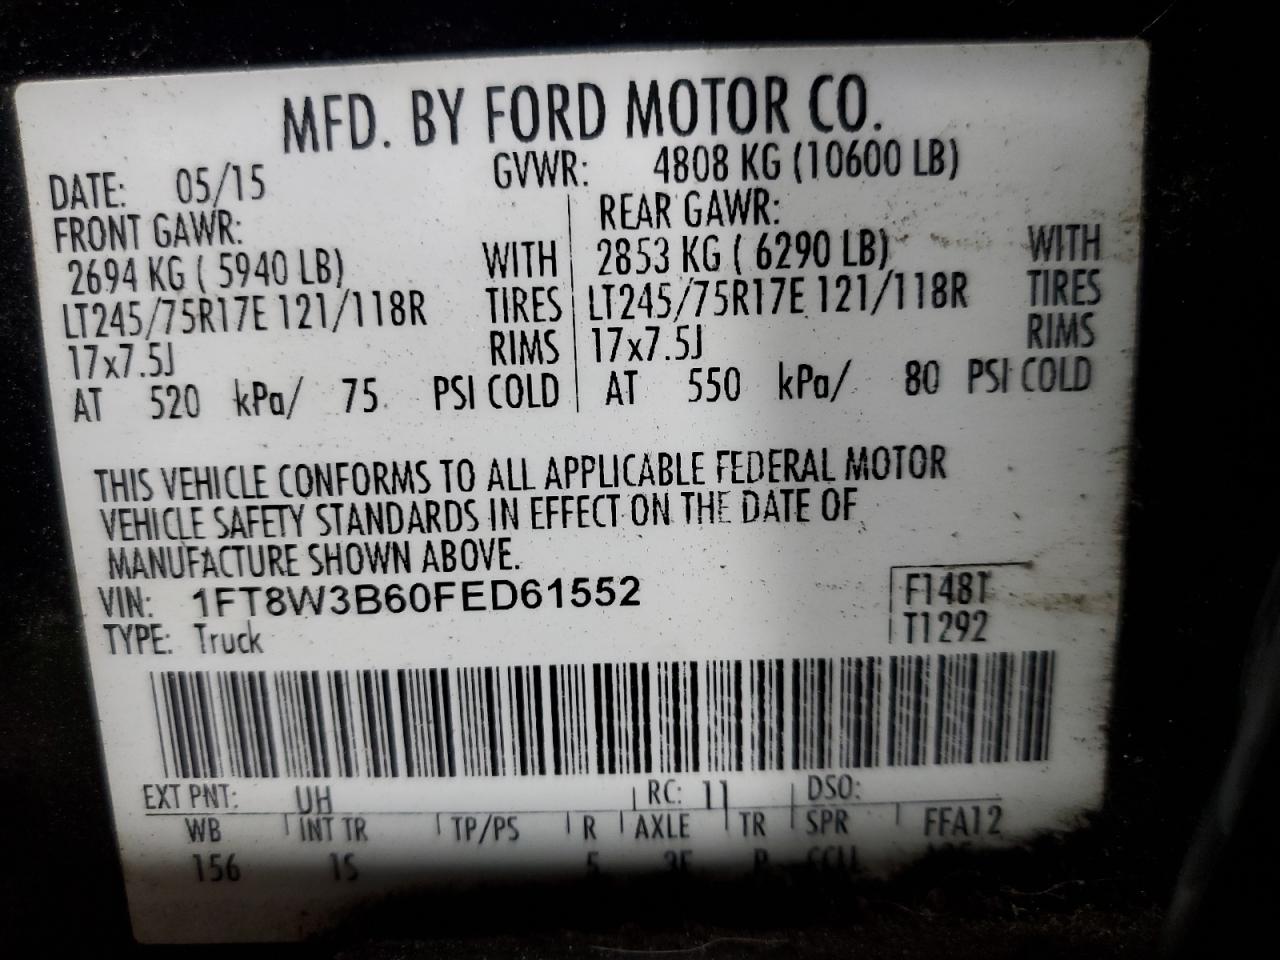 MFD. BY FORD MOTOR CO.
DATE: 05/15 GVWR: 4808 KG (10600 LB)
FRONT GAWR: REAR GAWR:
2694 KG ( 5940 LB) WITH 2853 KG ( 6290 LB) WITH
LT245/75R17E 121/118R TIRES LT245/75R17E 121/118R TIRES
17x7.5J RIMS 17x7.5J RIMS
AT 520 kPa/ 75 PSI COLD AT 550 kPa/ 80 PSI COLD
THIS VEHICLE CONFORMS TO ALL APPLICABLE FEDERAL MOTOR
VEHICLE SAFETY STANDARDS IN EFFECT ON THE DATE OF
MANUFACTURE SHOWN ABOVE.
VIN: 1FT8W3B60FED61552 F148T
TYPE: Truck T1292
EXT PNT: UH RC: 11 DSO:
WB INT TR TP/PS R AXLE TR SPR FFA12
156 1S 5